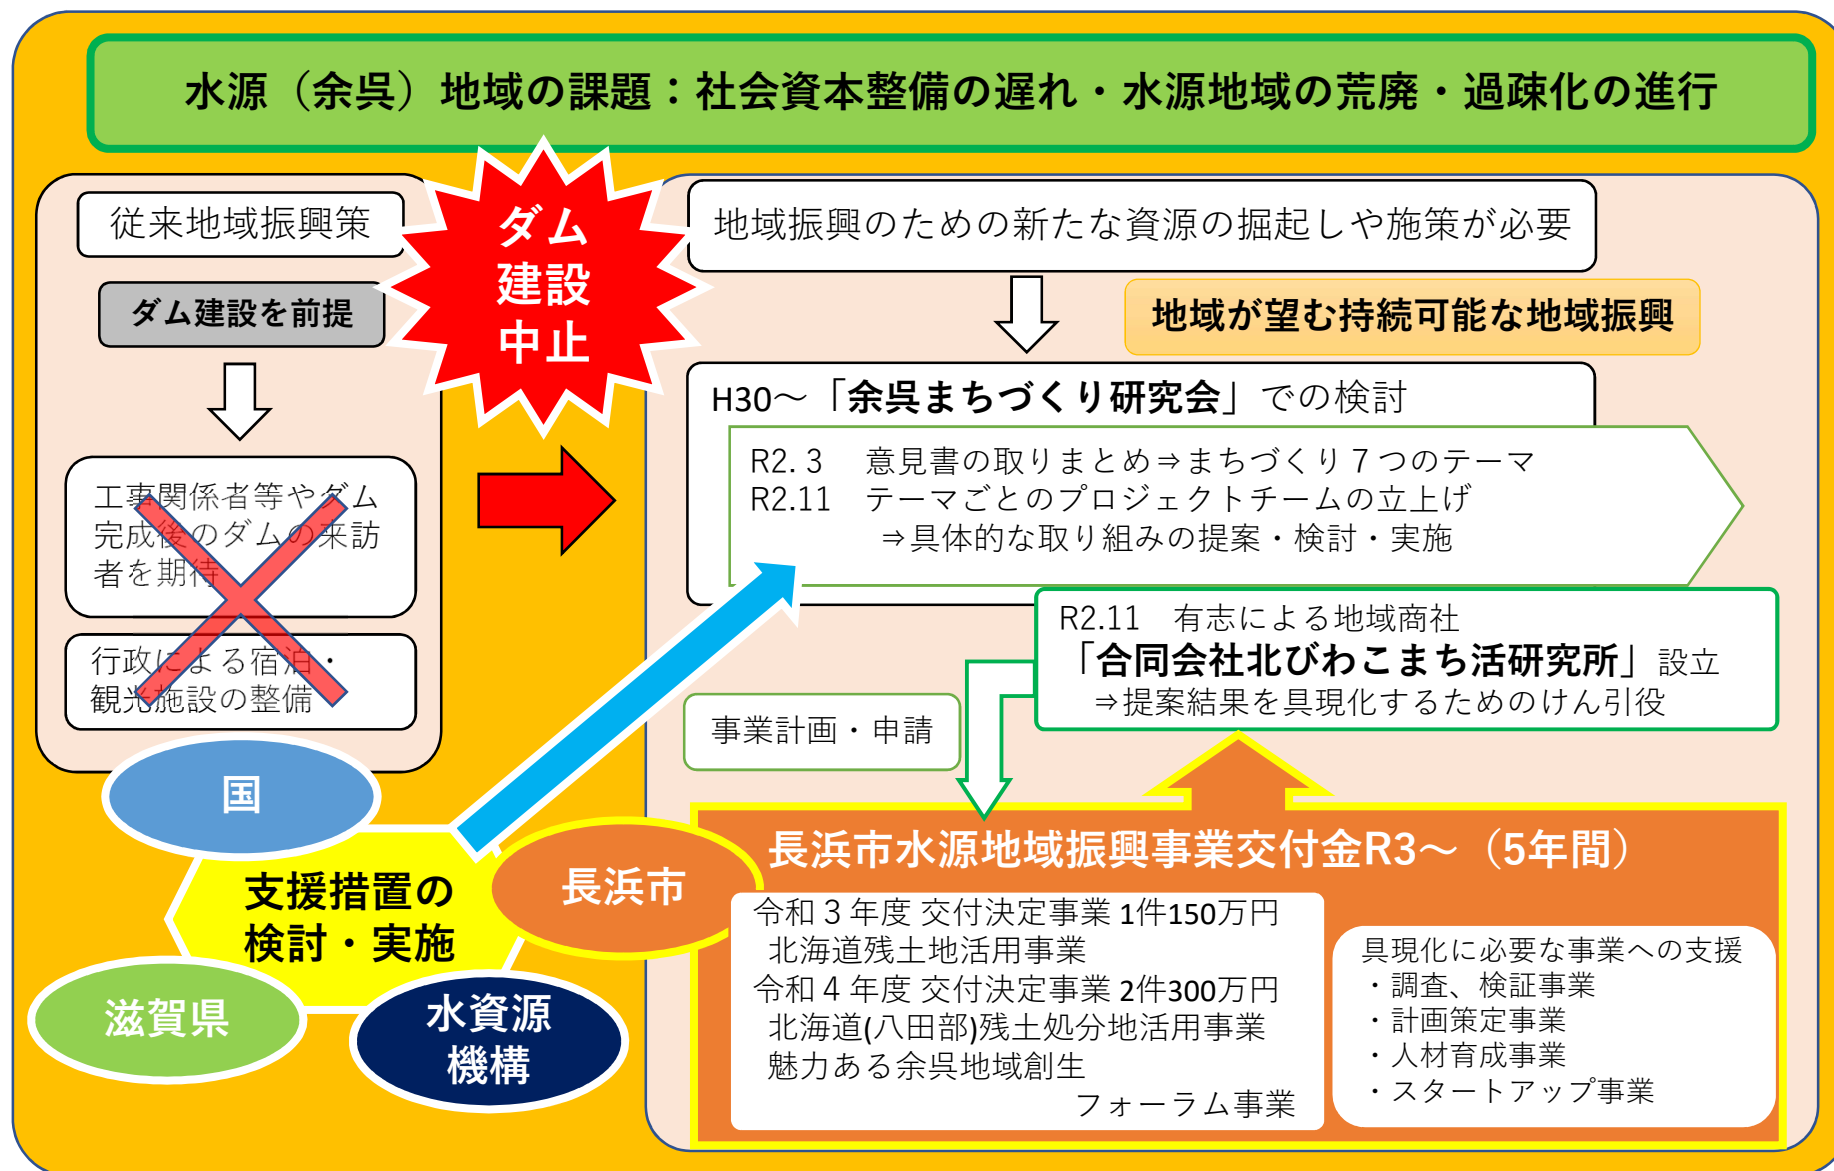 水源（余呉）地域の課題：社会資本整備の遅れ・水源地域の荒廃・過疎化の進行
従来地域振興策
ダム建設を前提
工事関係者等やダム
完成後のダムの来訪
者を期待
行政による宿泊・
観光施設の整備
ダム
建設
中止
地域振興のための新たな資源の掘起しや施策が必要
地域が望む持続可能な地域振興
H30～「余呉まちづくり研究会」での検討
R2. 3　意見書の取りまとめ⇒まちづくり７つのテーマ
R2.11　テーマごとのプロジェクトチームの立上げ
⇒具体的な取り組みの提案・検討・実施
R2.11　有志による地域商社
「合同会社北びわこまち活研究所」設立
⇒提案結果を具現化するためのけん引役
事業計画・申請
国
支援措置の
検討・実施
長浜市
滋賀県
水資源
機構
長浜市水源地域振興事業交付金R3～（5年間）
令和３年度 交付決定事業 1件150万円
北海道残土地活用事業
令和４年度 交付決定事業 2件300万円
北海道(八田部)残土処分地活用事業
魅力ある余呉地域創生
フォーラム事業
具現化に必要な事業への支援
・調査、検証事業
・計画策定事業
・人材育成事業
・スタートアップ事業